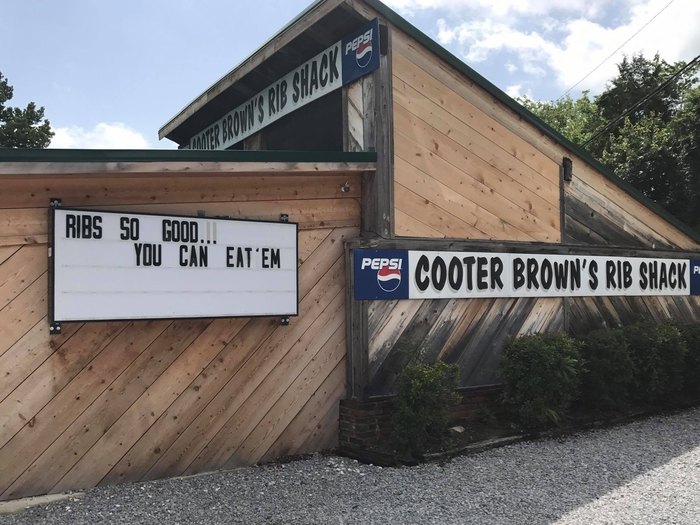 PEPSI
COOTER BROWN'S RIB SHACK
RIBS SO GOOD...
YOU CAN EAT'EM
PEPSI
COOTER BROWN'S RIB SHACK